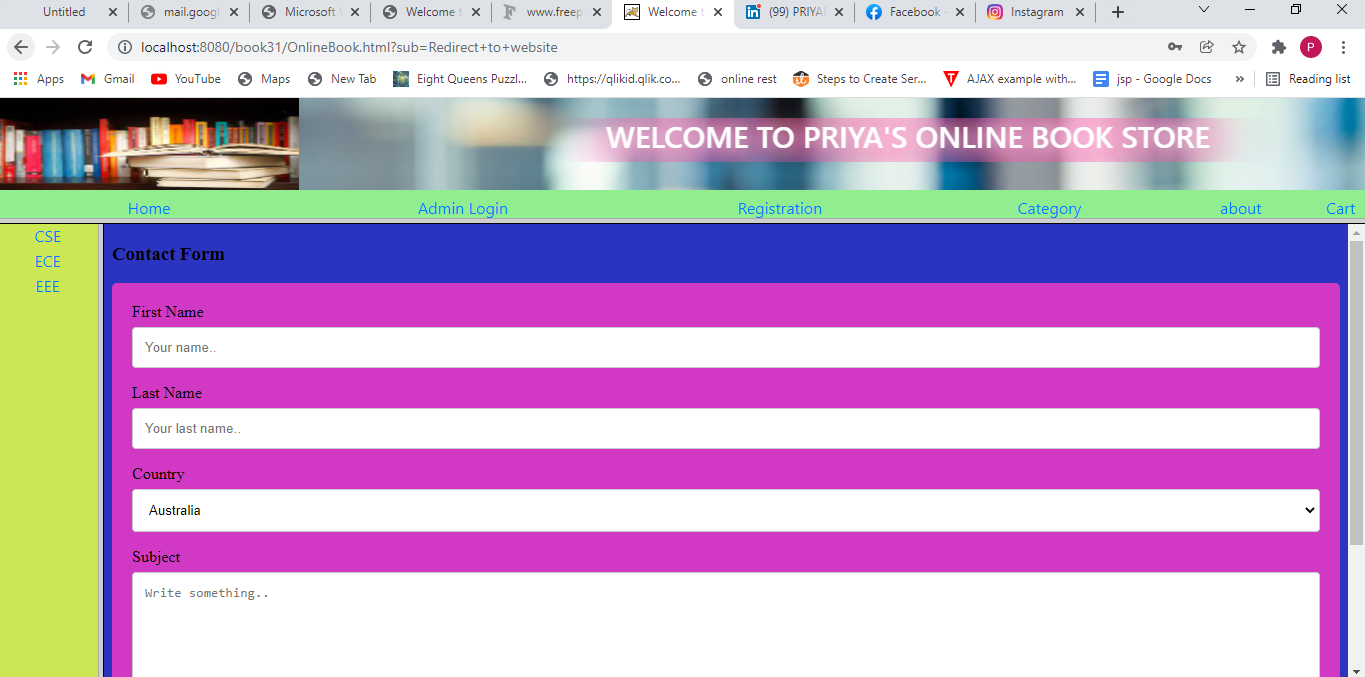 Untitled mail.googl Microsoft Welcome t www.freep Welcome t (99) PRIYA Facebook - Instagram
localhost:8080/book31/OnlineBook.html?sub=Redirect+to+website P
Apps Gmail YouTube Maps New Tab Eight Queens Puzzl... https://qlikid.qlik.co... online rest Steps to Create Ser... AJAX example with... jsp - Google Docs » Reading list
WELCOME TO PRIYA'S ONLINE BOOK STORE
Home Admin Login Registration Category about Cart
CSE
ECE
EEE
Contact Form
First Name
Your name..
Last Name
Your last name..
Country
Australia
Subject
Write something..